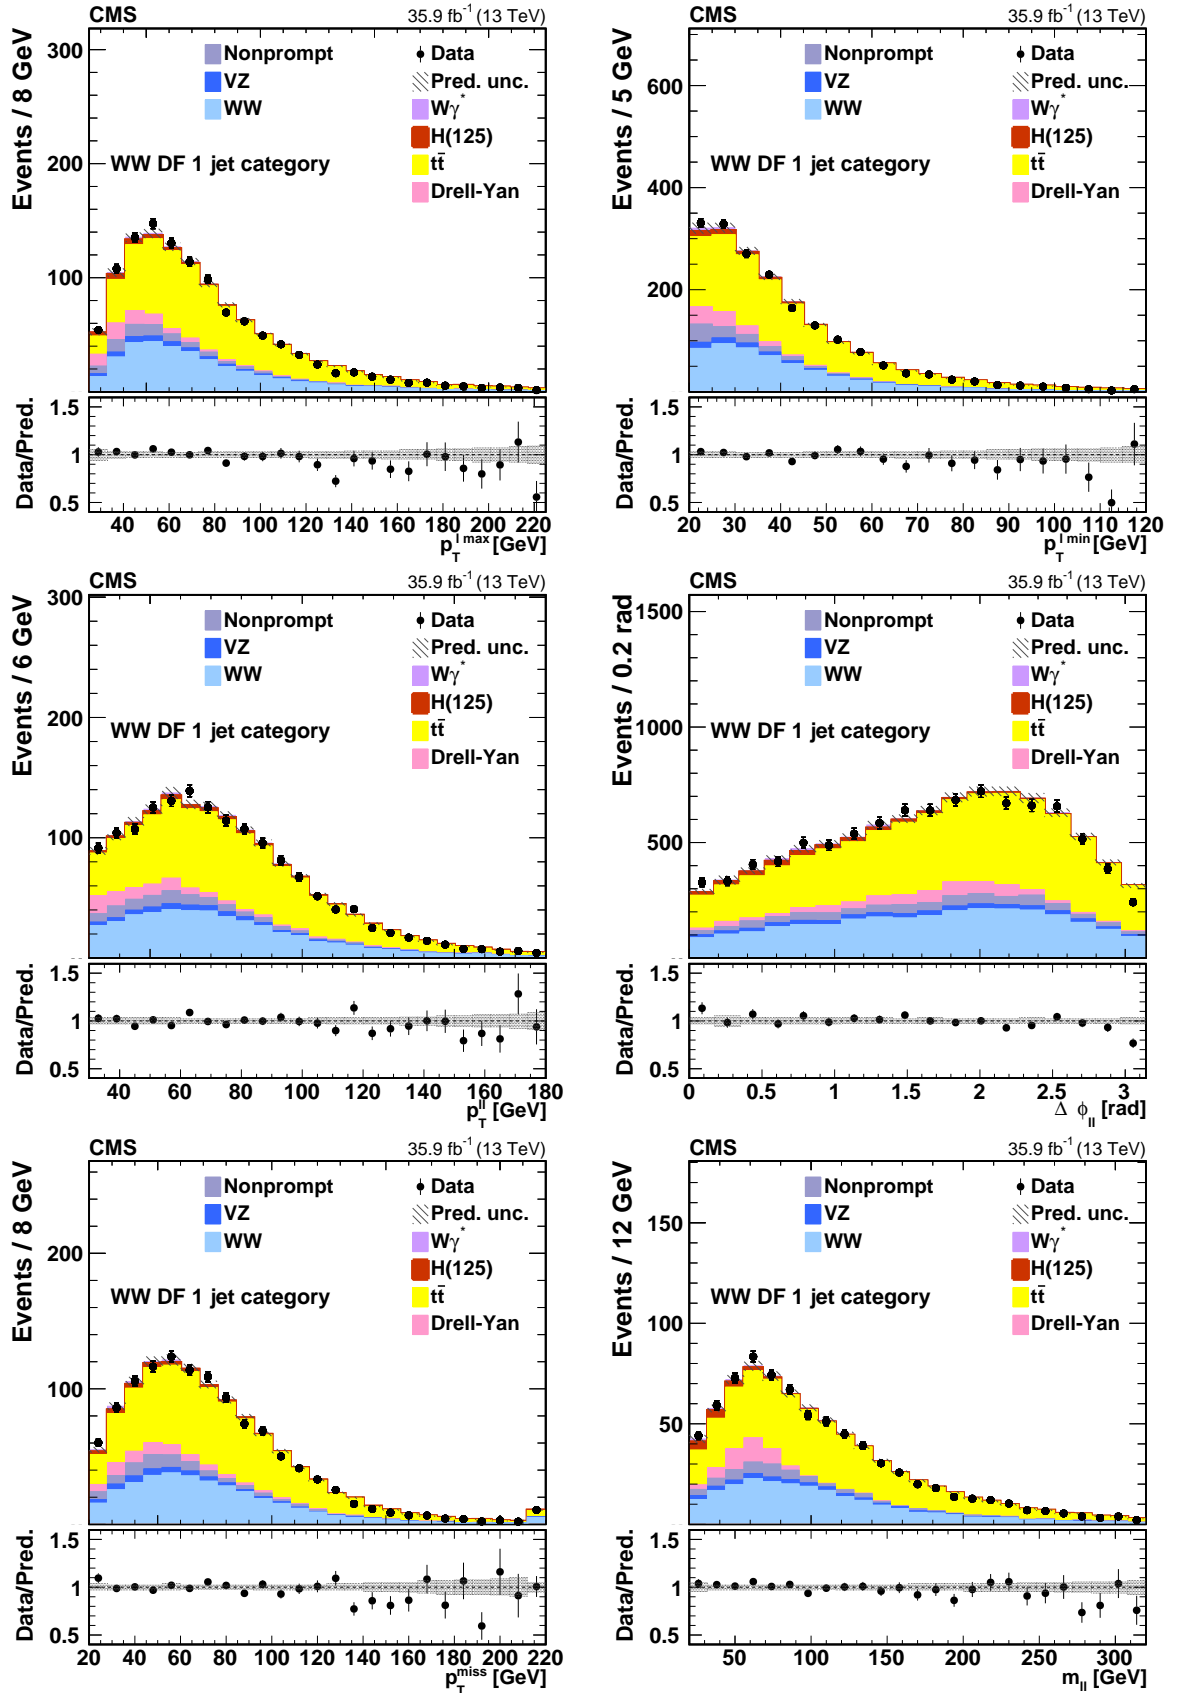 CMS 35.9 fb⁻¹ (13 TeV)
Events / 8 GeV
300
200
100
Nonprompt
VZ
WW
Data
Pred. unc.
Wγ*
H(125)
tt̄
Drell-Yan
WW DF 1 jet category
Data/Pred.
1.5
1
0.5
40 60 80 100 120 140 160 180 200 220
p_T^{l max} [GeV]
CMS 35.9 fb⁻¹ (13 TeV)
Events / 5 GeV
600
400
200
Nonprompt
VZ
WW
Data
Pred. unc.
Wγ*
H(125)
tt̄
Drell-Yan
WW DF 1 jet category
Data/Pred.
1.5
1
0.5
20 30 40 50 60 70 80 90 100 110 120
p_T^{l min} [GeV]
CMS 35.9 fb⁻¹ (13 TeV)
Events / 6 GeV
300
200
100
Nonprompt
VZ
WW
Data
Pred. unc.
Wγ*
H(125)
tt̄
Drell-Yan
WW DF 1 jet category
Data/Pred.
1.5
1
0.5
40 60 80 100 120 140 160 180
p_T^{ll} [GeV]
CMS 35.9 fb⁻¹ (13 TeV)
Events / 0.2 rad
1500
1000
500
Nonprompt
VZ
WW
Data
Pred. unc.
Wγ*
H(125)
tt̄
Drell-Yan
WW DF 1 jet category
Data/Pred.
1.5
1
0.5
0 0.5 1 1.5 2 2.5 3
Δ ϕ_{ll} [rad]
CMS 35.9 fb⁻¹ (13 TeV)
Events / 8 GeV
200
100
Nonprompt
VZ
WW
Data
Pred. unc.
Wγ*
H(125)
tt̄
Drell-Yan
WW DF 1 jet category
Data/Pred.
1.5
1
0.5
20 40 60 80 100 120 140 160 180 200 220
p_T^{miss} [GeV]
CMS 35.9 fb⁻¹ (13 TeV)
Events / 12 GeV
150
100
50
Nonprompt
VZ
WW
Data
Pred. unc.
Wγ*
H(125)
tt̄
Drell-Yan
WW DF 1 jet category
Data/Pred.
1.5
1
0.5
50 100 150 200 250 300
m_{ll} [GeV]